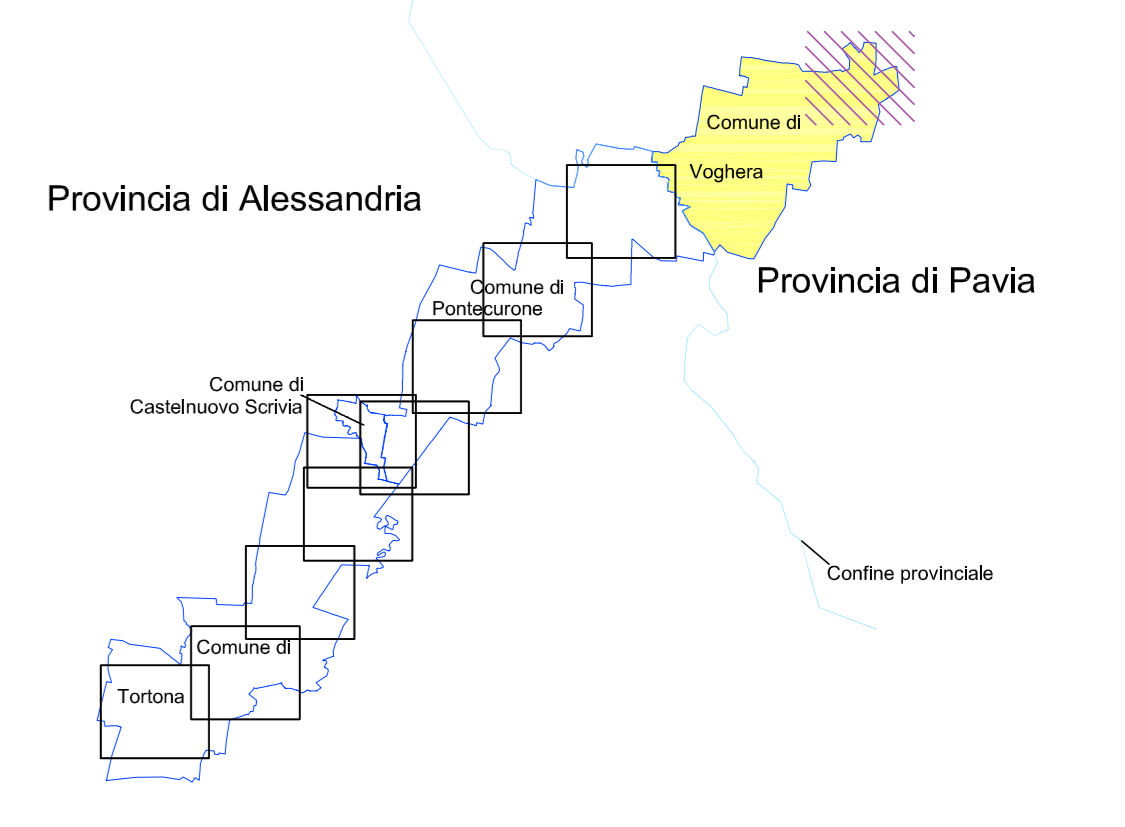 Comune di
Voghera
Provincia di Alessandria
Provincia di Pavia
Comune di
Pontecurone
Comune di
Castelnuovo Scrivia
Confine provinciale
Comune di
Tortona